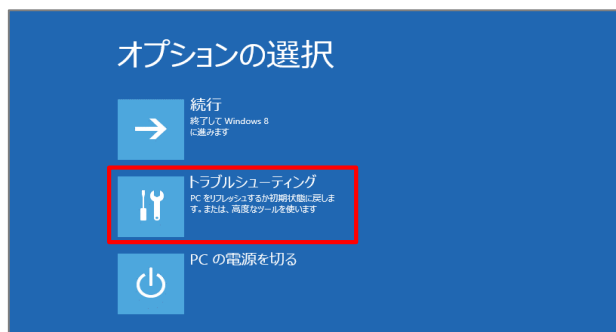 オプションの選択
続行
終了して Windows 8
に進みます
トラブルシューティング
PC をリフレッシュするか初期状態に戻しま
す。または、高度なツールを使います
PC の電源を切る